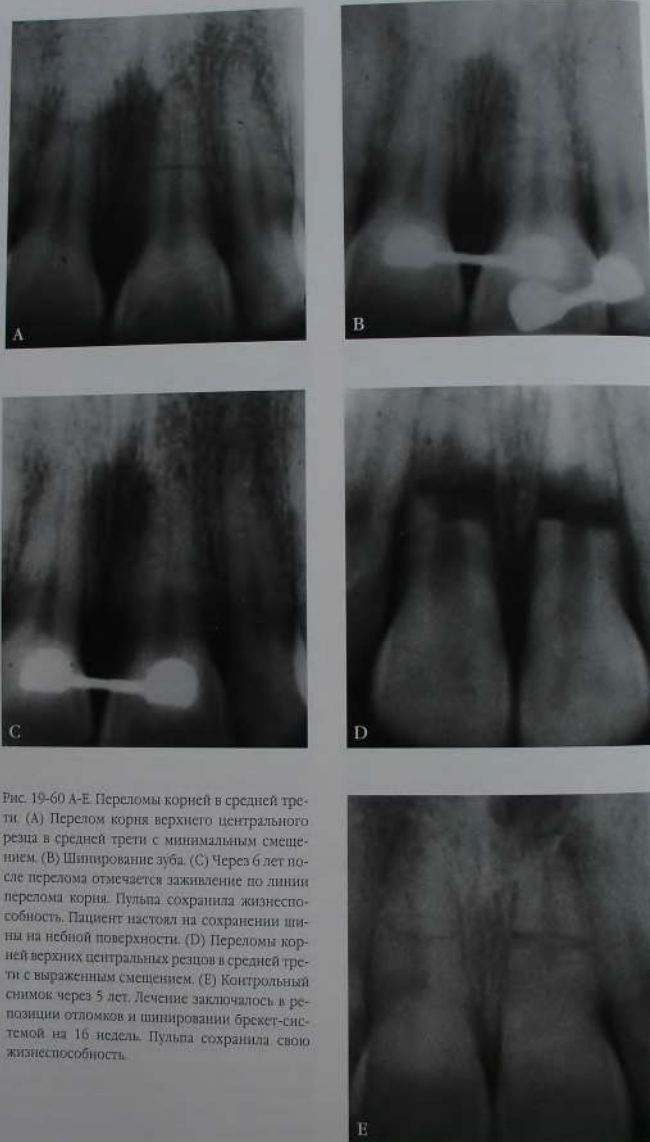 A
B
C
D
Рис. 19-60 А-Е. Переломы корней в средней тре-
ти. (А) Перелом корня верхнего центрального
резца в средней трети с минимальным смеще-
нием. (В) Шинирование зуба. (С) Через 6 лет по-
сле перелома отмечается заживление по линии
перелома корня. Пульпа сохранила жизнеспо-
собность. Пациент настоял на сохранении ши-
ны на небной поверхности. (D) Переломы кор-
ней верхних центральных резцов в средней тре-
ти с выраженным смещением. (Е) Контрольный
снимок через 5 лет. Лечение заключалось в ре-
позиции отломков и шинировании брекет-сис-
темой на 16 недель. Пульпа сохранила свою
жизнеспособность.
E